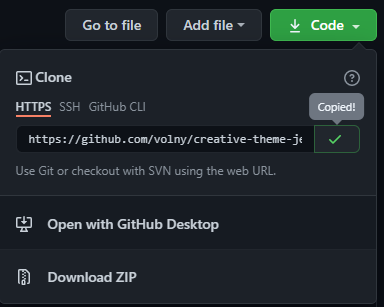 Go to file
Add file
Code
Clone
HTTPS SSH GitHub CLI
Copied!
https://github.com/volny/creative-theme-je
Use Git or checkout with SVN using the web URL.
Open with GitHub Desktop
Download ZIP